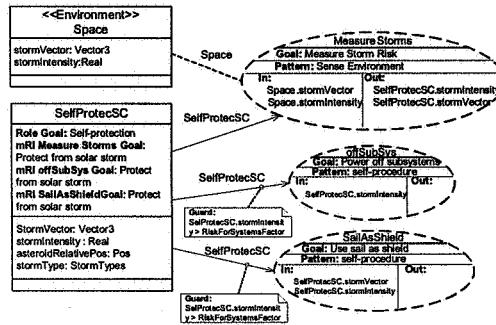 <<Environment>>
Space
stormVector: Vector3
stormIntensity:Real
Space
Measure Storms
Goal: Measure Storm Risk
Pattern: Sense Environment
In:
Space.stormVector
Space.stormIntensity
Out:
SelfProtecSC.stormIntensity
SelfProtecSC.stormVector
SelfProtecSC
Role Goal: Self-protection
mRI Measure Storms Goal:
Protect from solar storm
mRI offSubSys Goal: Protect
from solar storm
mRI SailAsShieldGoal: Protect
from solar storm
StormVector: Vector3
stormIntensity : Real
asteroidRelativePos: Pos
stormType: StormTypes
SelfProtecSC
SelfProtecSC
Guard:
SelfProtecSC.stormIntensit
y > RiskForSystemsFactor
offSubSys
Goal: Power off subsystems
Pattern: self-procedure
In:
SelfProtecSC.stormIntensity
Out:
SelfProtecSC
Guard:
SelfProtecSC.stormIntensit
y > RiskForSystemsFactor
SailAsShield
Goal: Use sail as shield
Pattern: self-procedure
In:
SelfProtecSC.stormVector
SelfProtecSC.stormIntensity
Out: